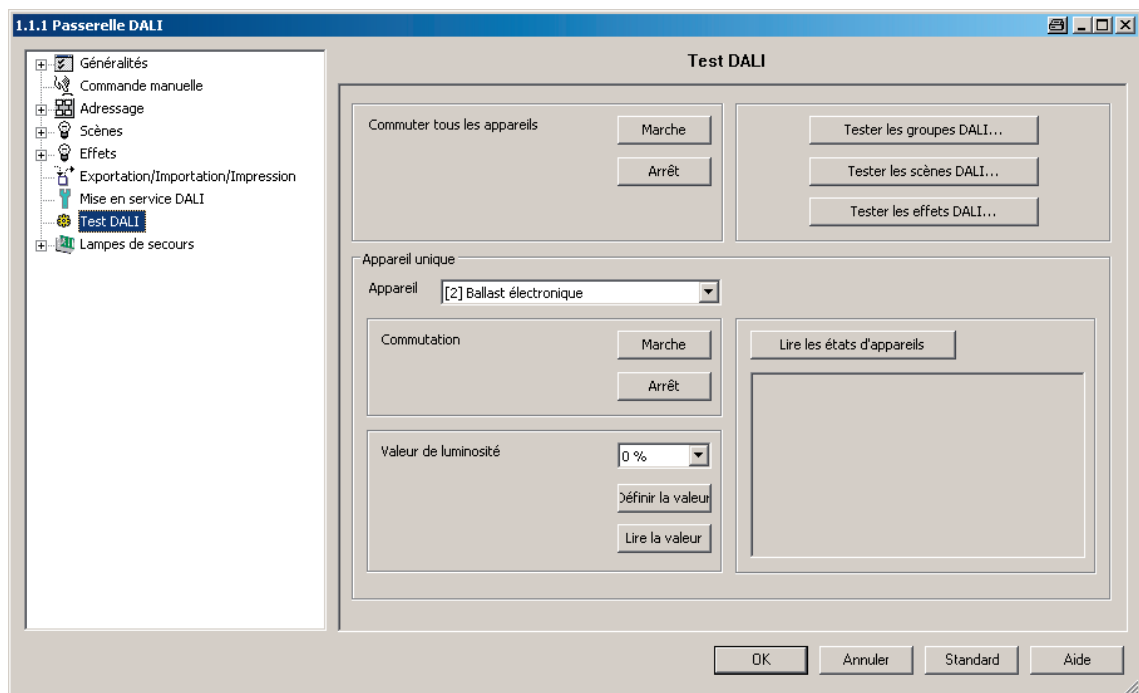 1.1.1 Passerelle DALI
Généralités
Commande manuelle
Adressage
Scènes
Effets
Exportation/Importation/Impression
Mise en service DALI
Test DALI
Lampes de secours
Test DALI
Commuter tous les appareils
Marche
Arrêt
Tester les groupes DALI...
Tester les scènes DALI...
Tester les effets DALI...
Appareil unique
Appareil
[2] Ballast électronique
Commutation
Marche
Arrêt
Lire les états d'appareils
Valeur de luminosité
0 %
Définir la valeur
Lire la valeur
OK
Annuler
Standard
Aide